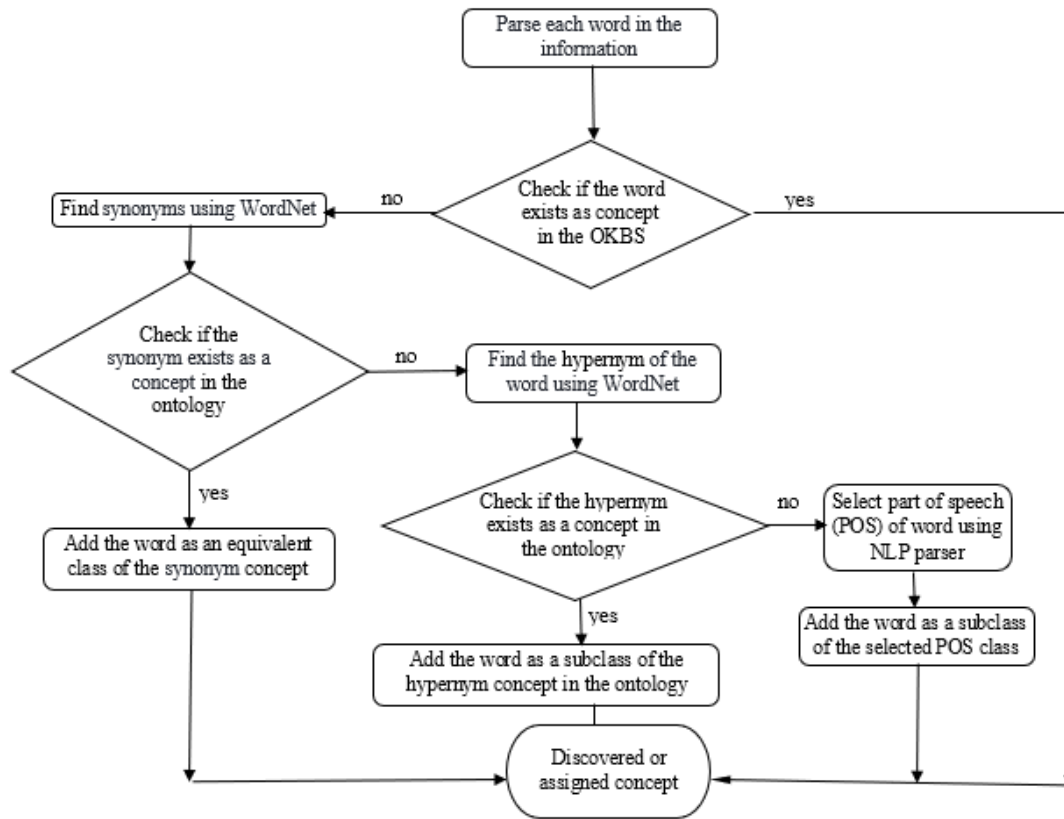 Parse each word in the
information
Check if the word
exists as concept
in the OKBS
no
yes
Find synonyms using WordNet
Check if the
synonym exists as a
concept in the
ontology
no
Find the hypernym of the
word using WordNet
yes
Check if the hypernym
exists as a concept in
the ontology
no
Select part of speech
(POS) of word using
NLP parser
Add the word as an equivalent
class of the synonym concept
yes
Add the word as a subclass
of the selected POS class
Add the word as a subclass of the
hypernym concept in the ontology
Discovered or
assigned concept